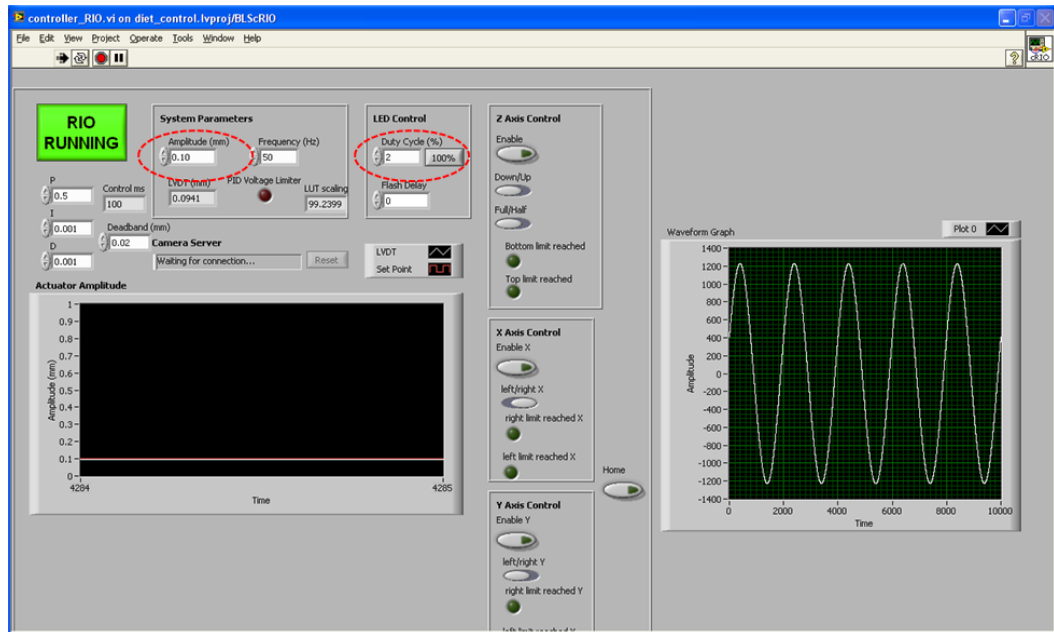 controller_RIO.vi on diet_control.lvproj/BLScRIO
File Edit View Project Operate Tools Window Help
RIO
RUNNING
System Parameters
Amplitude (mm)
Frequency (Hz)
0.10
50
LVDT (mm)
PID Voltage Limiter
LUT scaling
0.0941
99.2399
LED Control
Duty Cycle (%)
2
100%
Flash Delay
0
P
0.5
Control ms
100
I
0.001
Deadband (mm)
0.02
D
0.001
Camera Server
Waiting for connection...
Reset
LVDT
Set Point
Actuator Amplitude
Amplitude (mm)
1
0.9
0.8
0.7
0.6
0.5
0.4
0.3
0.2
0.1
0
4284
4285
Time
Z Axis Control
Enable
Down/Up
Full/Half
Bottom limit reached
Top limit reached
X Axis Control
Enable X
left/right X
right limit reached X
left limit reached X
Home
Y Axis Control
Enable Y
left/right Y
right limit reached Y
Waveform Graph
Plot 0
Amplitude
1400
1200
1000
800
600
400
200
0
-200
-400
-600
-800
-1000
-1200
-1400
0
2000
4000
6000
8000
10000
Time